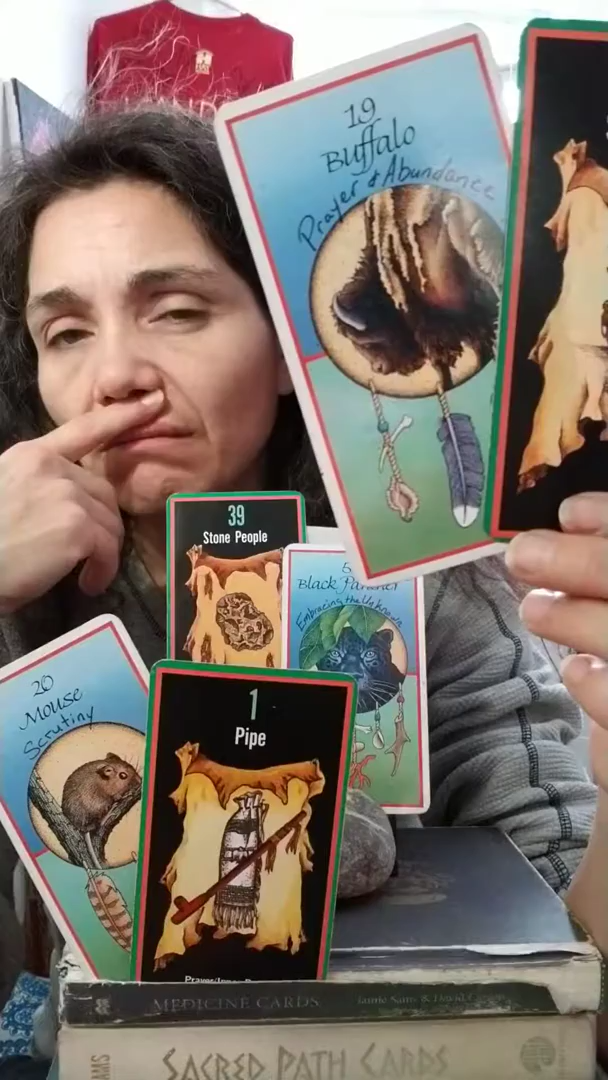 19
Buffalo
Prayer & Abundance
39
Stone People
Black Panther
Embracing the Unknown
20
Mouse
Scrutiny
1
Pipe
MEDICINE CARDS Jamie Sams & David
SACRED PATH CARDS
AMS